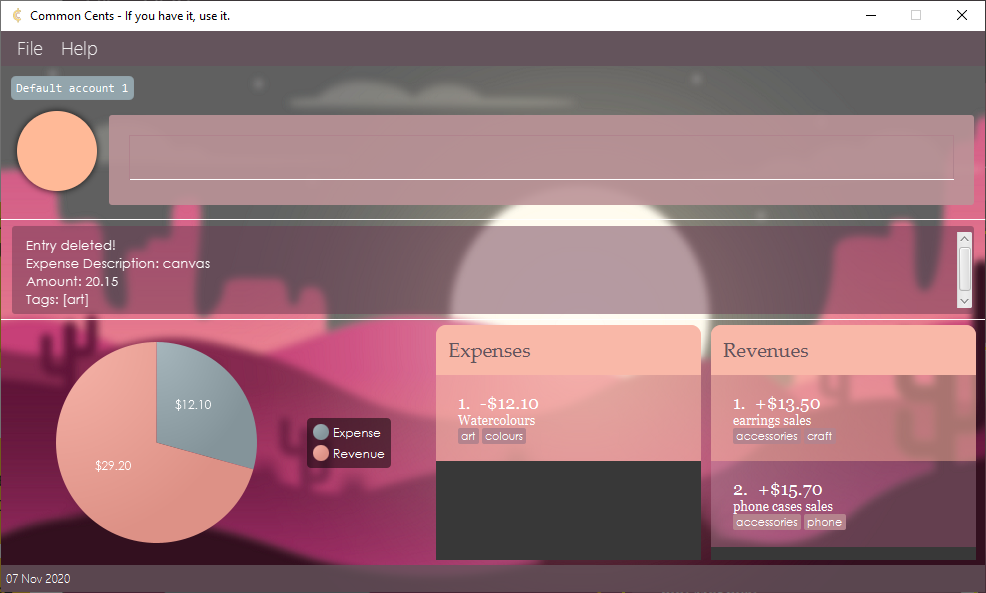 Common Cents - If you have it, use it.
File Help
Default account 1
Entry deleted!
Expense Description: canvas
Amount: 20.15
Tags: [art]
$12.10
$29.20
Expense
Revenue
Expenses
1. -$12.10
Watercolours
art colours
Revenues
1. +$13.50
earrings sales
accessories craft
2. +$15.70
phone cases sales
accessories phone
07 Nov 2020